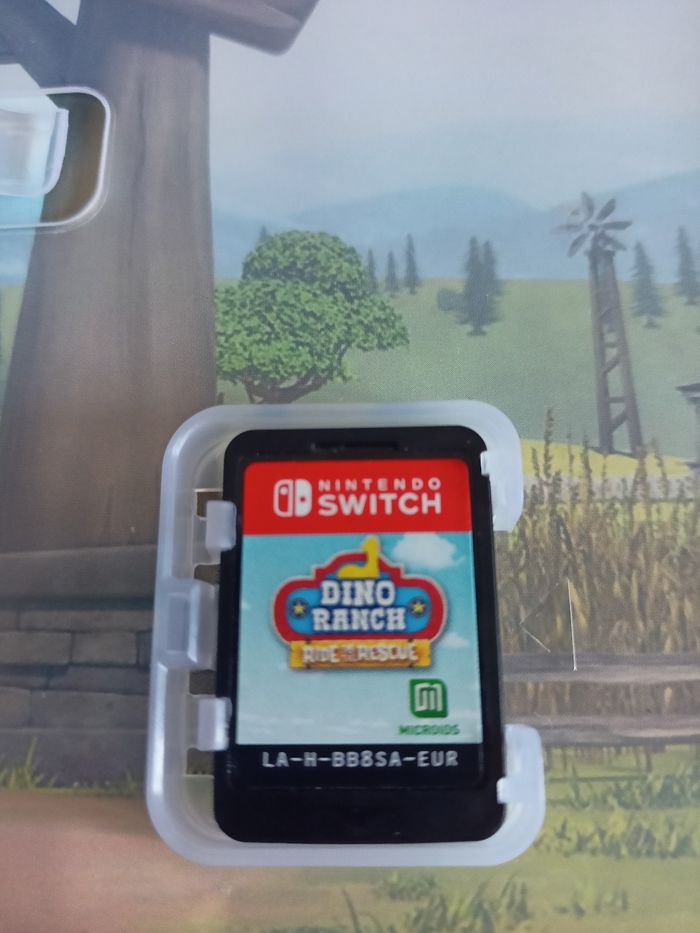 NINTENDO
SWITCH
DINO
RANCH
RIDE TO THE RESCUE
MICROIDS
LA-H-BB8SA-EUR